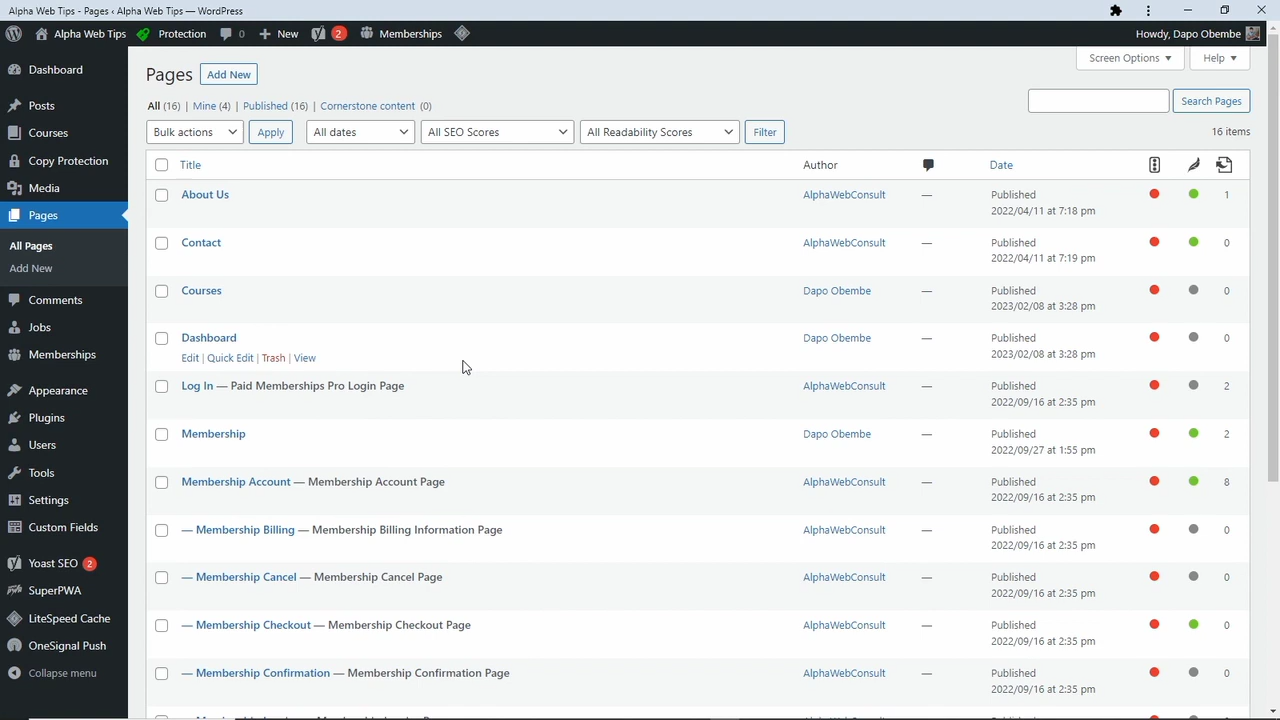 Alpha Web Tips - Pages ‹ Alpha Web Tips — WordPress
Alpha Web Tips Protection 0 New 2 Memberships Howdy, Dapo Obembe
Dashboard
Posts
Courses
Copy Protection
Media
Pages
All Pages
Add New
Comments
Jobs
Memberships
Appearance
Plugins
Users
Tools
Settings
Custom Fields
Yoast SEO 2
SuperPWA
LiteSpeed Cache
OneSignal Push
Collapse menu
Screen Options Help
Pages Add New
All (16) | Mine (4) | Published (16) | Cornerstone content (0)
Search Pages
Bulk actions Apply All dates All SEO Scores All Readability Scores Filter 16 items
Title Author Date
About Us AlphaWebConsult — Published 1
2022/04/11 at 7:18 pm
Contact AlphaWebConsult — Published 0
2022/04/11 at 7:19 pm
Courses Dapo Obembe — Published 0
2023/02/08 at 3:28 pm
Dashboard Dapo Obembe — Published 0
Edit | Quick Edit | Trash | View 2023/02/08 at 3:28 pm
Log In — Paid Memberships Pro Login Page AlphaWebConsult — Published 2
2022/09/16 at 2:35 pm
Membership Dapo Obembe — Published 2
2022/09/27 at 1:55 pm
Membership Account — Membership Account Page AlphaWebConsult — Published 8
2022/09/16 at 2:35 pm
— Membership Billing — Membership Billing Information Page AlphaWebConsult — Published 0
2022/09/16 at 2:35 pm
— Membership Cancel — Membership Cancel Page AlphaWebConsult — Published 0
2022/09/16 at 2:35 pm
— Membership Checkout — Membership Checkout Page AlphaWebConsult — Published 0
2022/09/16 at 2:35 pm
— Membership Confirmation — Membership Confirmation Page AlphaWebConsult — Published 0
2022/09/16 at 2:35 pm